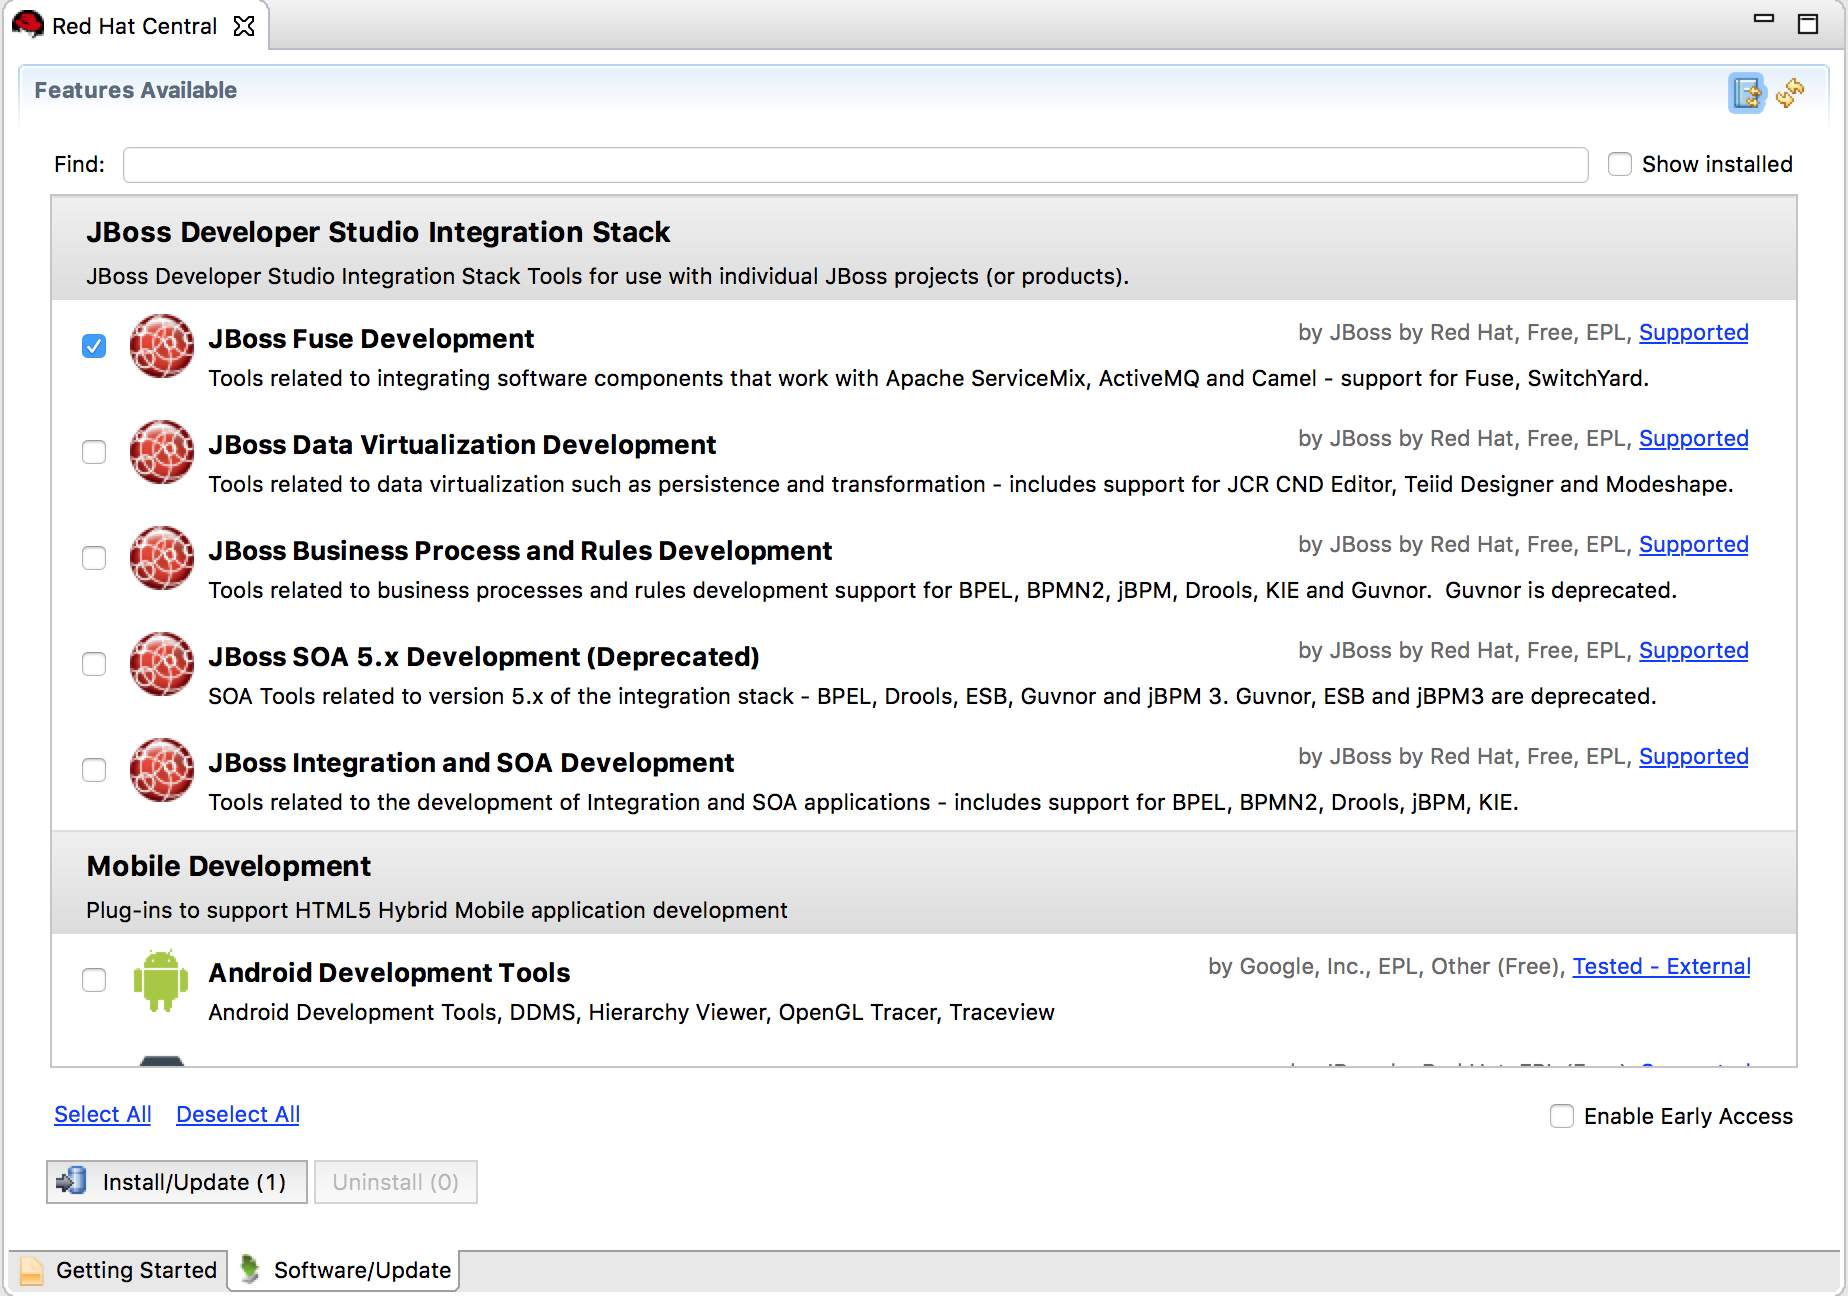 Red Hat Central
Features Available
Find:
Show installed
JBoss Developer Studio Integration Stack
JBoss Developer Studio Integration Stack Tools for use with individual JBoss projects (or products).
JBoss Fuse Development
by JBoss by Red Hat, Free, EPL, Supported
Tools related to integrating software components that work with Apache ServiceMix, ActiveMQ and Camel - support for Fuse, SwitchYard.
JBoss Data Virtualization Development
by JBoss by Red Hat, Free, EPL, Supported
Tools related to data virtualization such as persistence and transformation - includes support for JCR CND Editor, Teiid Designer and Modeshape.
JBoss Business Process and Rules Development
by JBoss by Red Hat, Free, EPL, Supported
Tools related to business processes and rules development support for BPEL, BPMN2, jBPM, Drools, KIE and Guvnor.  Guvnor is deprecated.
JBoss SOA 5.x Development (Deprecated)
by JBoss by Red Hat, Free, EPL, Supported
SOA Tools related to version 5.x of the integration stack - BPEL, Drools, ESB, Guvnor and jBPM 3. Guvnor, ESB and jBPM3 are deprecated.
JBoss Integration and SOA Development
by JBoss by Red Hat, Free, EPL, Supported
Tools related to the development of Integration and SOA applications - includes support for BPEL, BPMN2, Drools, jBPM, KIE.
Mobile Development
Plug-ins to support HTML5 Hybrid Mobile application development
Android Development Tools
by Google, Inc., EPL, Other (Free), Tested - External
Android Development Tools, DDMS, Hierarchy Viewer, OpenGL Tracer, Traceview
Select All
Deselect All
Enable Early Access
Install/Update (1)
Uninstall (0)
Getting Started
Software/Update